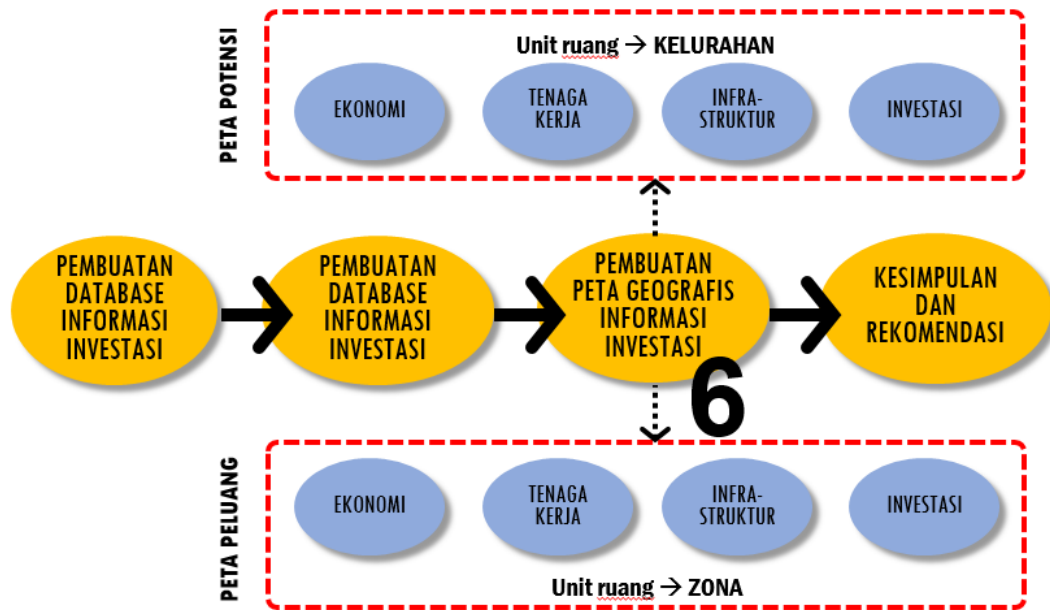 PETA POTENSI
Unit ruang → KELURAHAN
EKONOMI
TENAGA
KERJA
INFRA-
STRUKTUR
INVESTASI
PEMBUATAN
DATABASE
INFORMASI
INVESTASI
PEMBUATAN
DATABASE
INFORMASI
INVESTASI
PEMBUATAN
PETA GEOGRAFIS
INFORMASI
INVESTASI
KESIMPULAN
DAN
REKOMENDASI
6
PETA PELUANG
EKONOMI
TENAGA
KERJA
INFRA-
STRUKTUR
INVESTASI
Unit ruang → ZONA